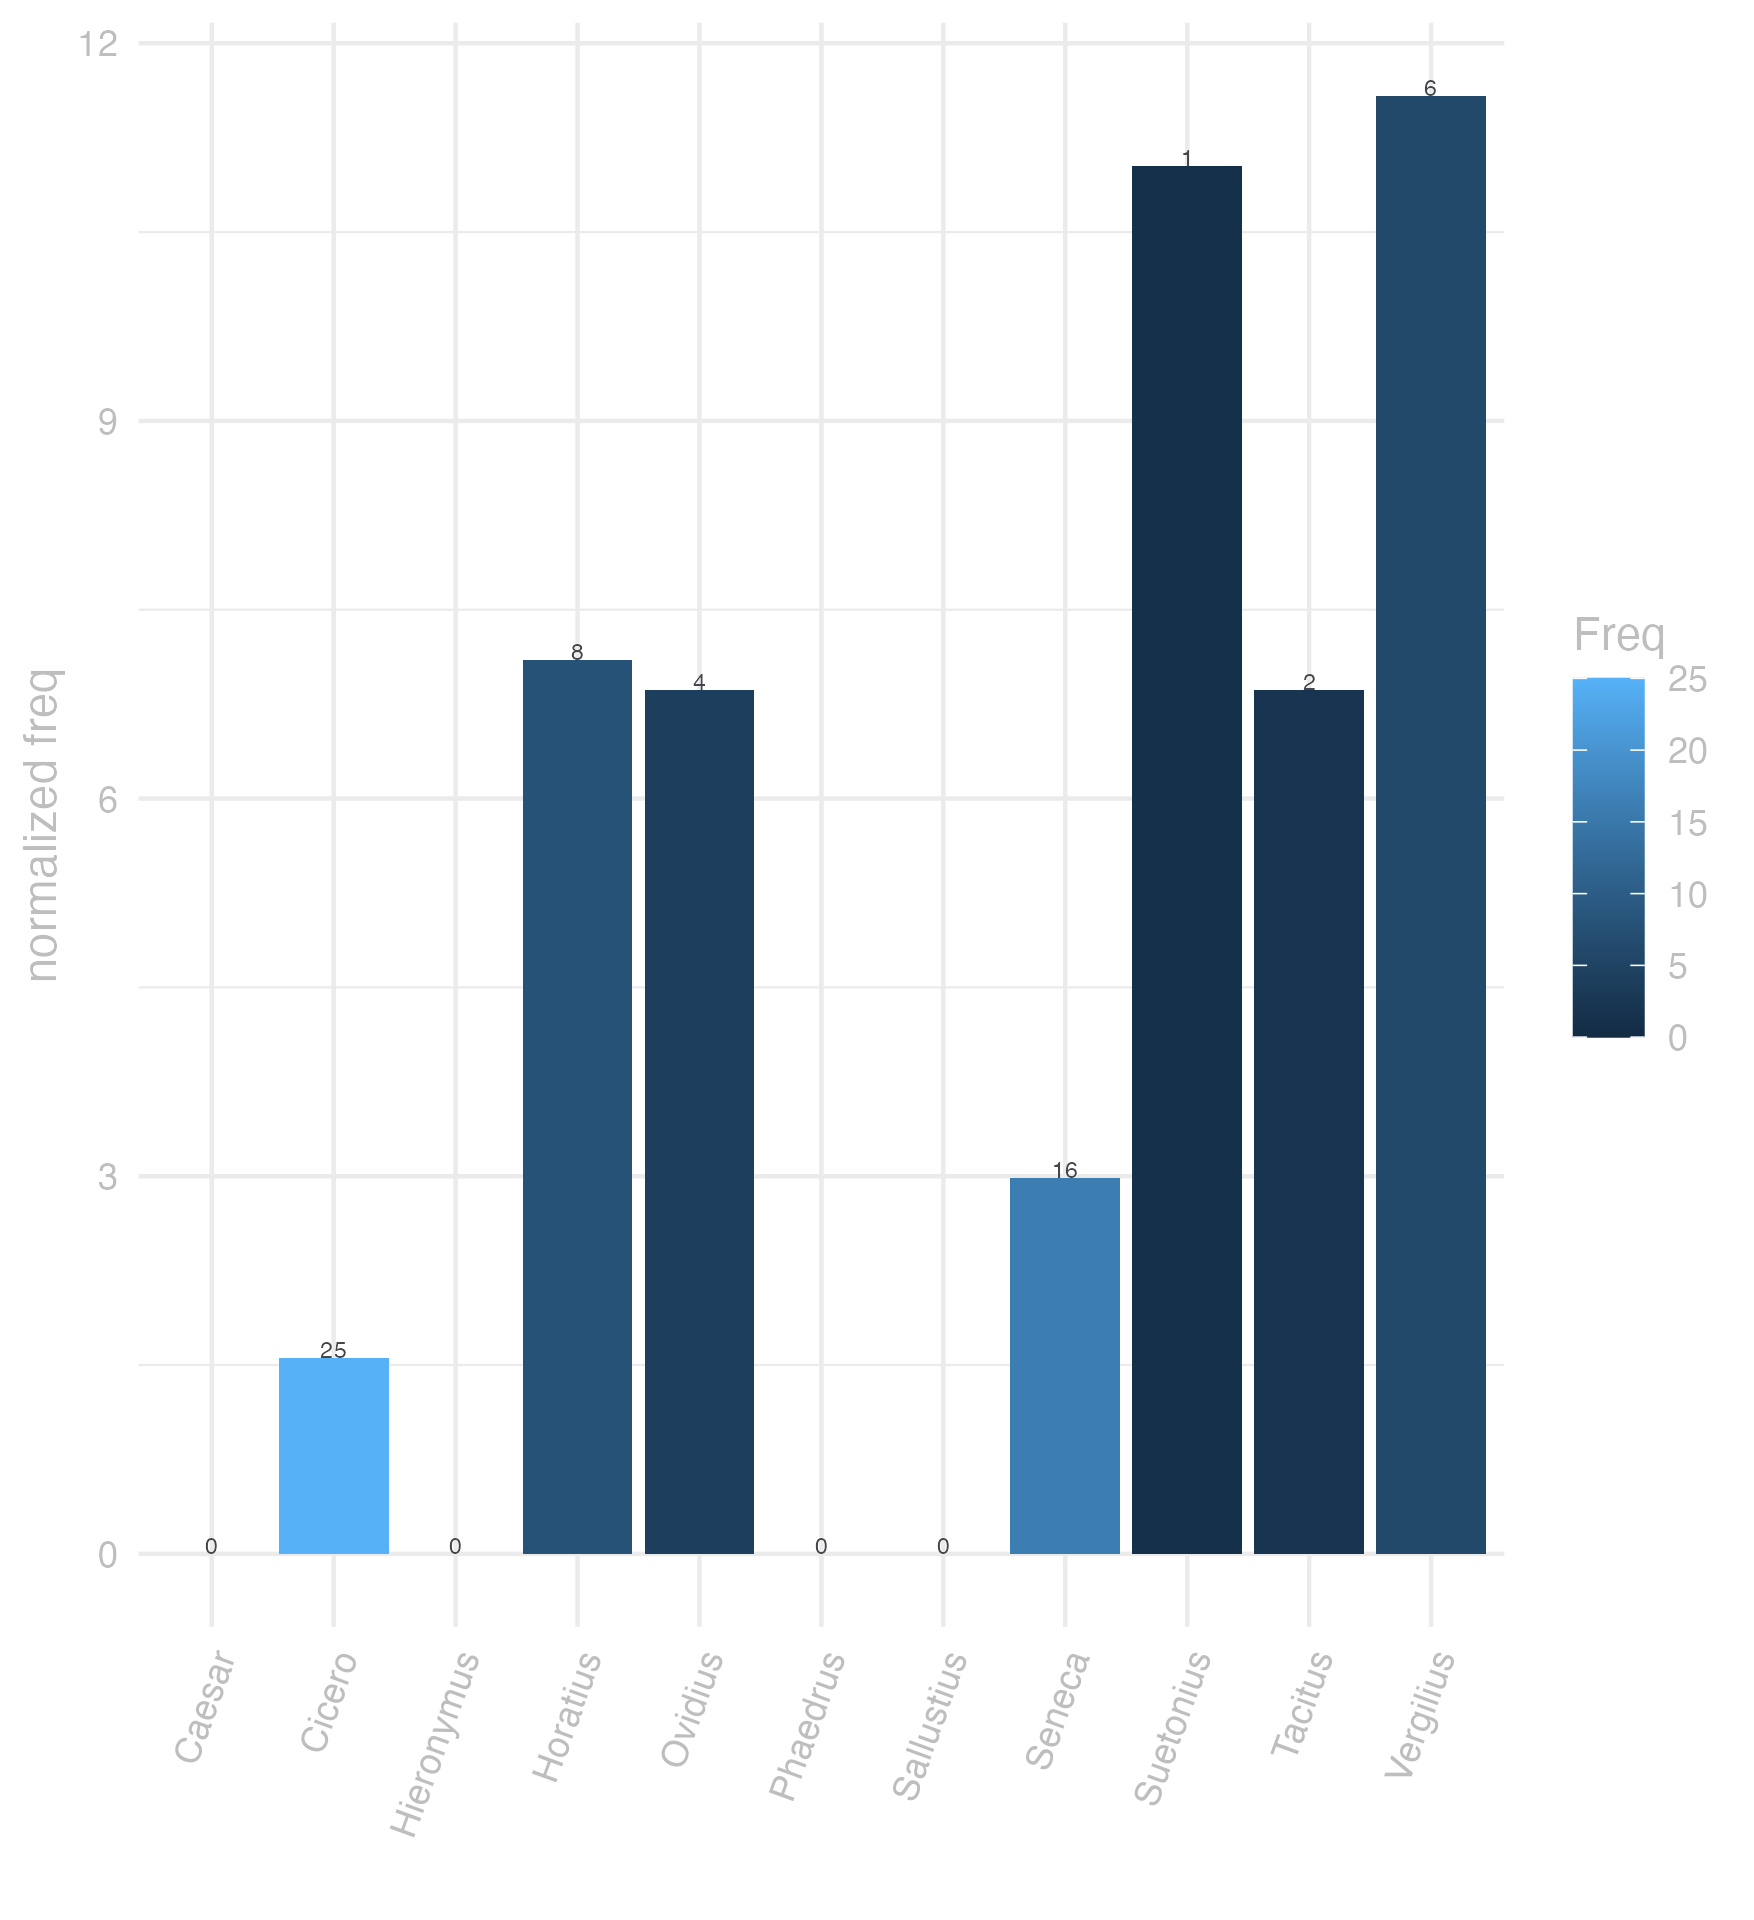 12
9
6
3
0
normalized freq
0
25
0
8
4
0
0
16
1
2
6
Caesar
Cicero
Hieronymus
Horatius
Ovidius
Phaedrus
Sallustius
Seneca
Suetonius
Tacitus
Vergilius
Freq
25
20
15
10
5
0